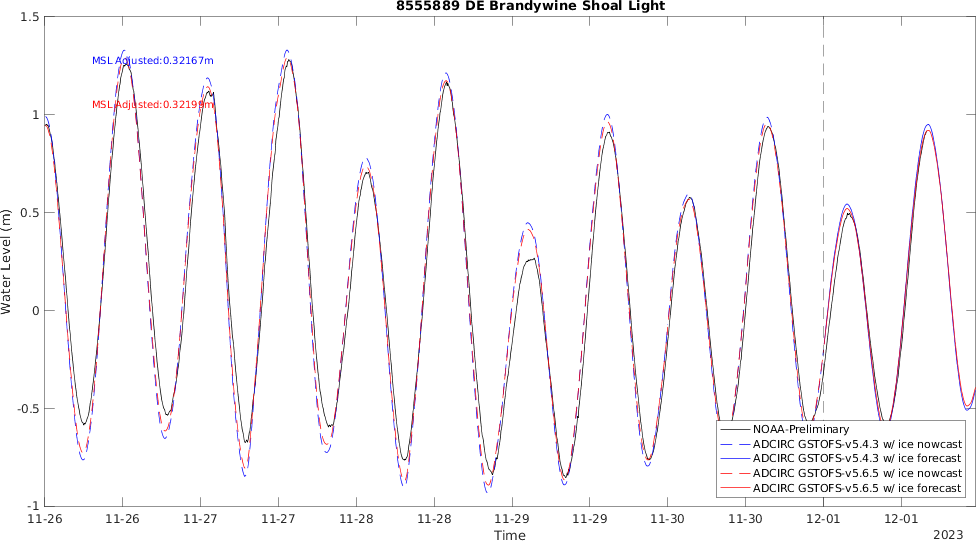 8555889 DE Brandywine Shoal Light
MSL Adjusted:0.32167m
MSL Adjusted:0.32199m
1.5
1
0.5
0
-0.5
-1
Water Level (m)
11-26 11-26 11-27 11-27 11-28 11-28 11-29 11-29 11-30 11-30 12-01 12-01
Time
2023
NOAA-Preliminary
ADCIRC GSTOFS-v5.4.3 w/ ice nowcast
ADCIRC GSTOFS-v5.4.3 w/ ice forecast
ADCIRC GSTOFS-v5.6.5 w/ ice nowcast
ADCIRC GSTOFS-v5.6.5 w/ ice forecast